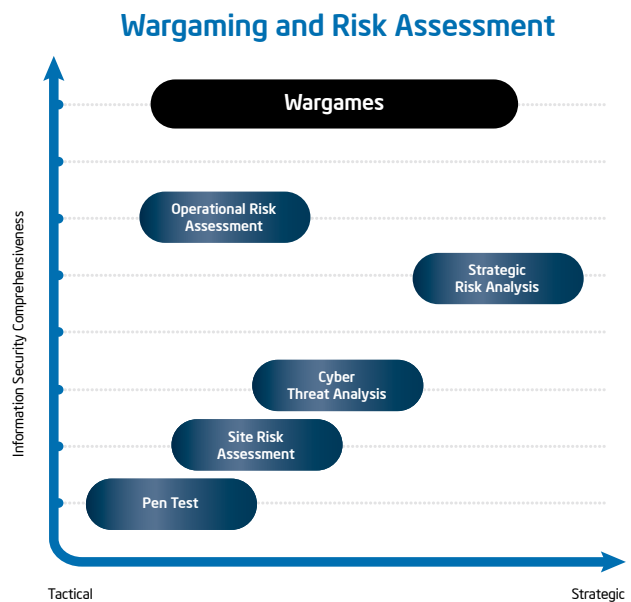 Wargaming and Risk Assessment
Wargames
Operational Risk
Assessment
Strategic
Risk Analysis
Cyber
Threat Analysis
Site Risk
Assessment
Pen Test
Information Security Comprehensiveness
Tactical
Strategic